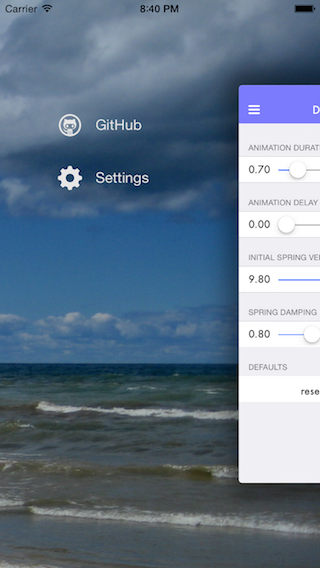 Carrier 8:40 PM
GitHub
Settings
D
ANIMATION DURAT
0.70
ANIMATION DELAY
0.00
INITIAL SPRING VE
9.80
SPRING DAMPING
0.80
DEFAULTS
rese